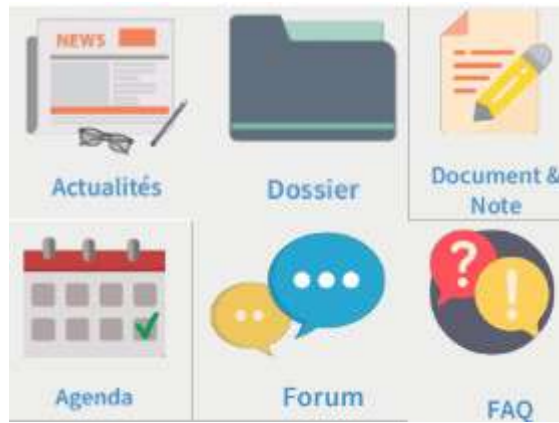 NEWS
Actualités
Dossier
Document &
Note
Agenda
Forum
FAQ